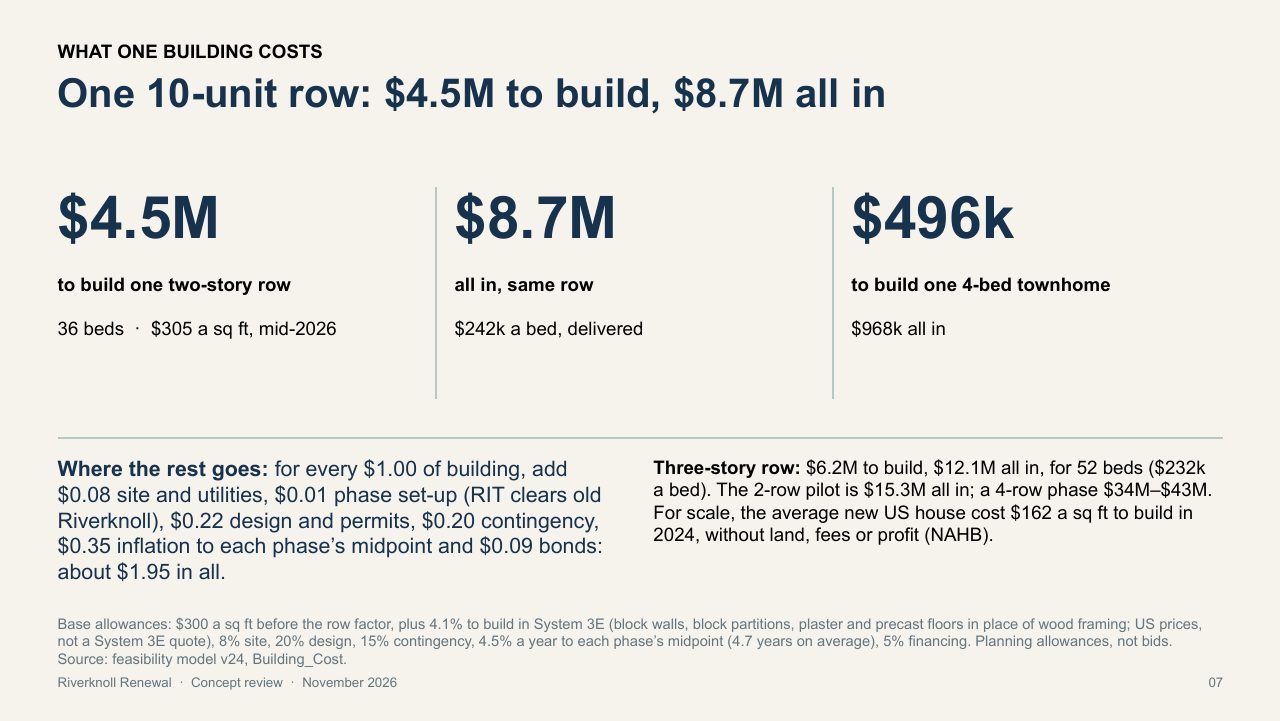 WHAT ONE BUILDING COSTS
One 10-unit row: $4.5M to build, $8.7M all in
$4.5M
to build one two-story row
36 beds · $305 a sq ft, mid-2026
$8.7M
all in, same row
$242k a bed, delivered
$496k
to build one 4-bed townhome
$968k all in
Where the rest goes: for every $1.00 of building, add
$0.08 site and utilities, $0.01 phase set-up (RIT clears old
Riverknoll), $0.22 design and permits, $0.20 contingency,
$0.35 inflation to each phase’s midpoint and $0.09 bonds:
about $1.95 in all.
Three-story row: $6.2M to build, $12.1M all in, for 52 beds ($232k
a bed). The 2-row pilot is $15.3M all in; a 4-row phase $34M–$43M.
For scale, the average new US house cost $162 a sq ft to build in
2024, without land, fees or profit (NAHB).
Base allowances: $300 a sq ft before the row factor, plus 4.1% to build in System 3E (block walls, block partitions, plaster and precast floors in place of wood framing; US prices,
not a System 3E quote), 8% site, 20% design, 15% contingency, 4.5% a year to each phase’s midpoint (4.7 years on average), 5% financing. Planning allowances, not bids.
Source: feasibility model v24, Building_Cost.
Riverknoll Renewal · Concept review · November 2026
07